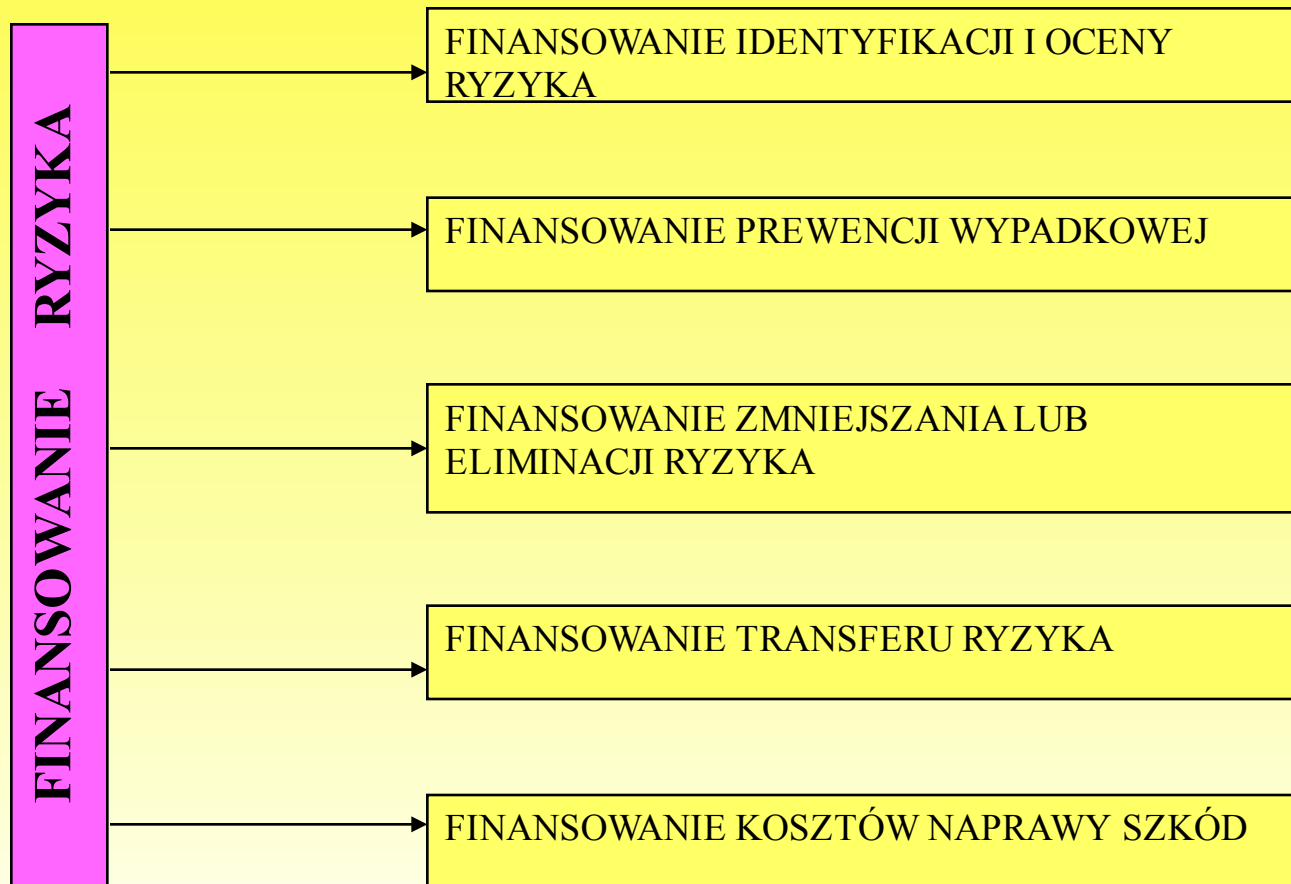 FINANSOWANIE RYZYKA
FINANSOWANIE IDENTYFIKACJI I OCENY
RYZYKA
FINANSOWANIE PREWENCJI WYPADKOWEJ
FINANSOWANIE ZMNIEJSZANIA LUB
ELIMINACJI RYZYKA
FINANSOWANIE TRANSFERU RYZYKA
FINANSOWANIE KOSZTÓW NAPRAWY SZKÓD